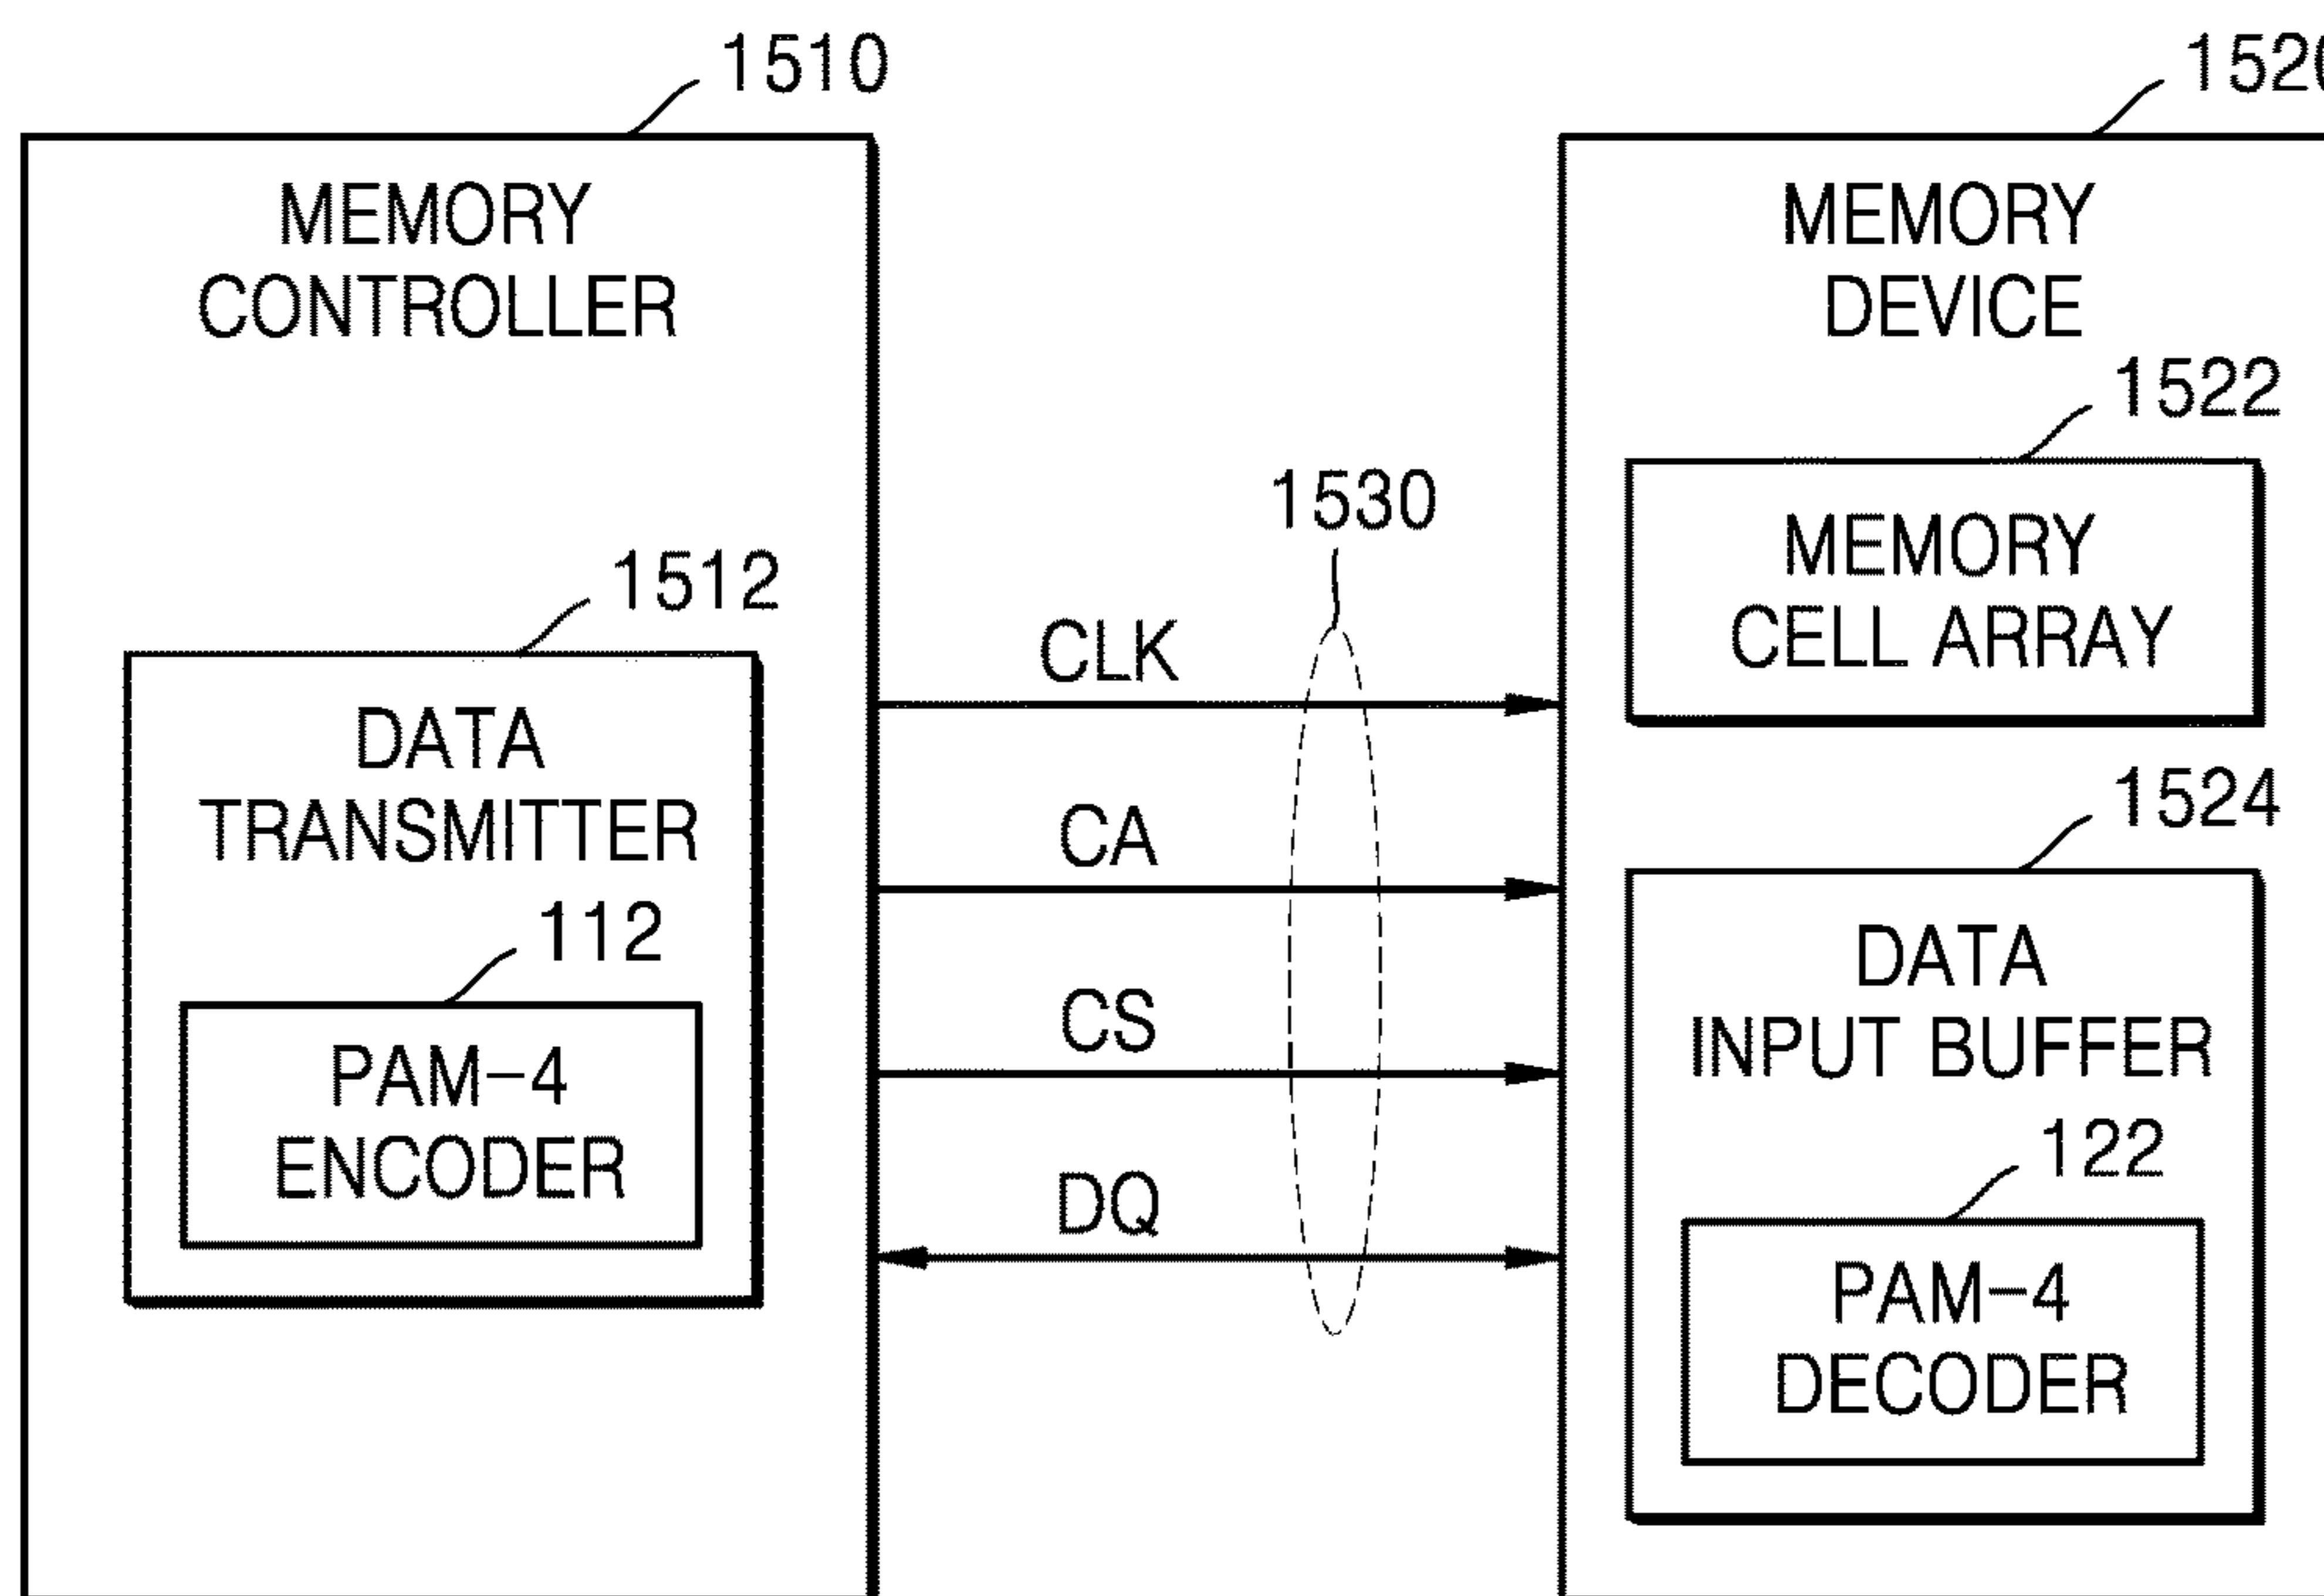 1510
MEMORY
CONTROLLER
1512
DATA
TRANSMITTER
112
PAM-4
ENCODER
1530
CLK
CA
CS
DQ
1520
MEMORY
DEVICE
1522
MEMORY
CELL ARRAY
1524
DATA
INPUT BUFFER
122
PAM-4
DECODER